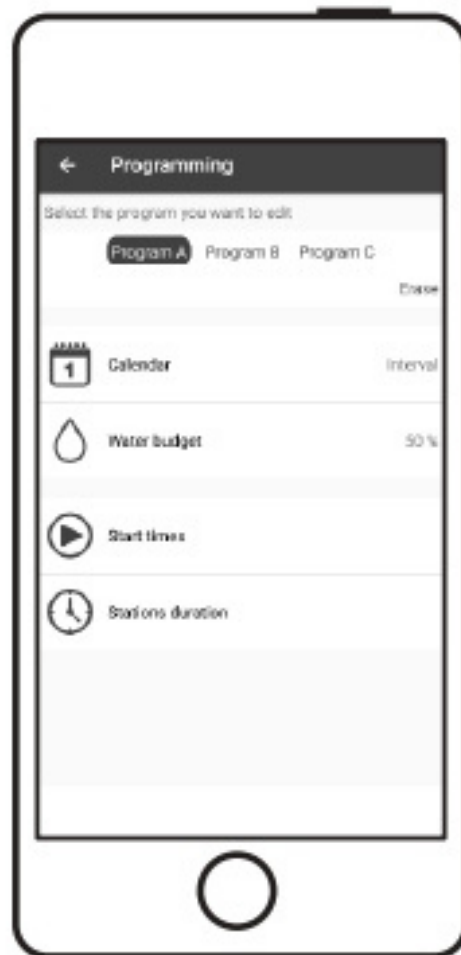 ← Programming
Select the program you want to edit
Program A Program B Program C
Erase
1 Calendar Interval
Water budget 50 %
Start times
Stations duration